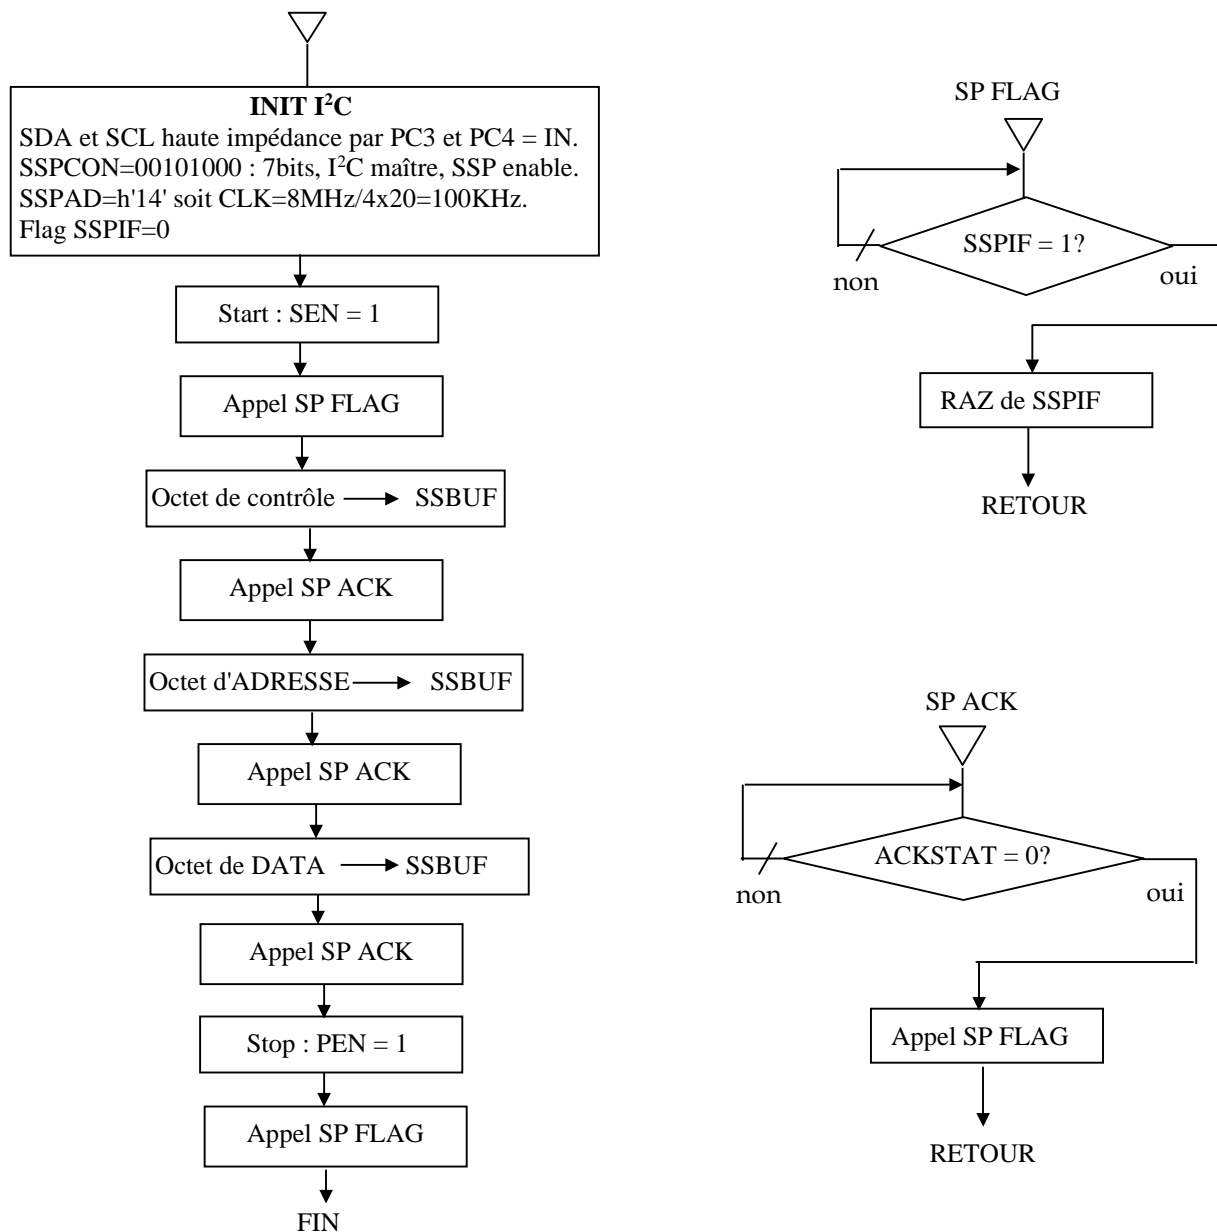 INIT I²C
SDA et SCL haute impédance par PC3 et PC4 = IN.
SSPCON=00101000 : 7bits, I²C maître, SSP enable.
SSPAD=h'14' soit CLK=8MHz/4x20=100KHz.
Flag SSPIF=0
Start : SEN = 1
Appel SP FLAG
Octet de contrôle SSBUF
Appel SP ACK
Octet d'ADRESSE SSBUF
Appel SP ACK
Octet de DATA SSBUF
Appel SP ACK
Stop : PEN = 1
Appel SP FLAG
FIN
SP FLAG
SSPIF = 1?
non
oui
RAZ de SSPIF
RETOUR
SP ACK
ACKSTAT = 0?
non
oui
Appel SP FLAG
RETOUR